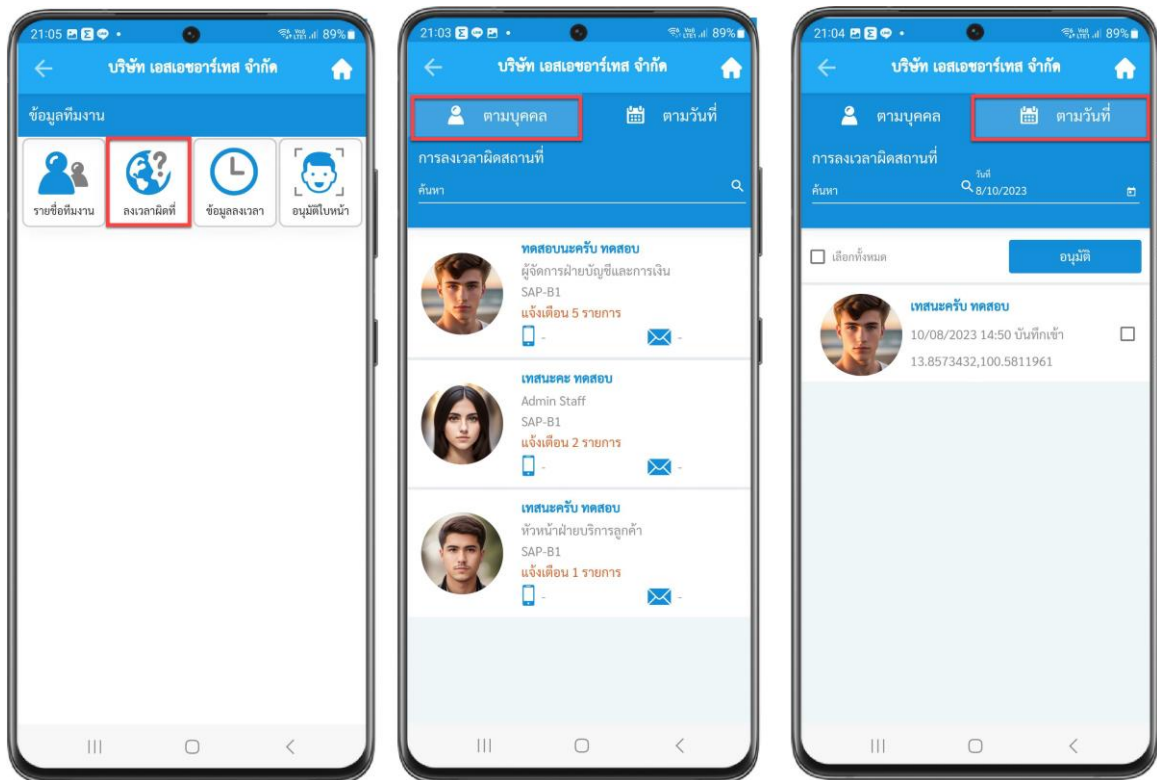 21:05
89%
บริษัท เอสเอชอาร์เทส จำกัด
ข้อมูลทีมงาน
รายชื่อทีมงาน
ลงเวลาผิดที่
ข้อมูลลงเวลา
อนุมัติใบหน้า
21:03
89%
บริษัท เอสเอชอาร์เทส จำกัด
ตามบุคคล
ตามวันที่
การลงเวลาผิดสถานที่
ค้นหา
ทดสอบนะครับ ทดสอบ
ผู้จัดการฝ่ายบัญชีและการเงิน
SAP-B1
แจ้งเตือน 5 รายการ
- -
เทสนะคะ ทดสอบ
Admin Staff
SAP-B1
แจ้งเตือน 2 รายการ
- -
เทสนะครับ ทดสอบ
หัวหน้าฝ่ายบริการลูกค้า
SAP-B1
แจ้งเตือน 1 รายการ
- -
21:04
89%
บริษัท เอสเอชอาร์เทส จำกัด
ตามบุคคล
ตามวันที่
การลงเวลาผิดสถานที่
วันที่
ค้นหา
8/10/2023
เลือกทั้งหมด
อนุมัติ
เทสนะครับ ทดสอบ
10/08/2023 14:50 บันทึกเข้า
13.8573432,100.5811961